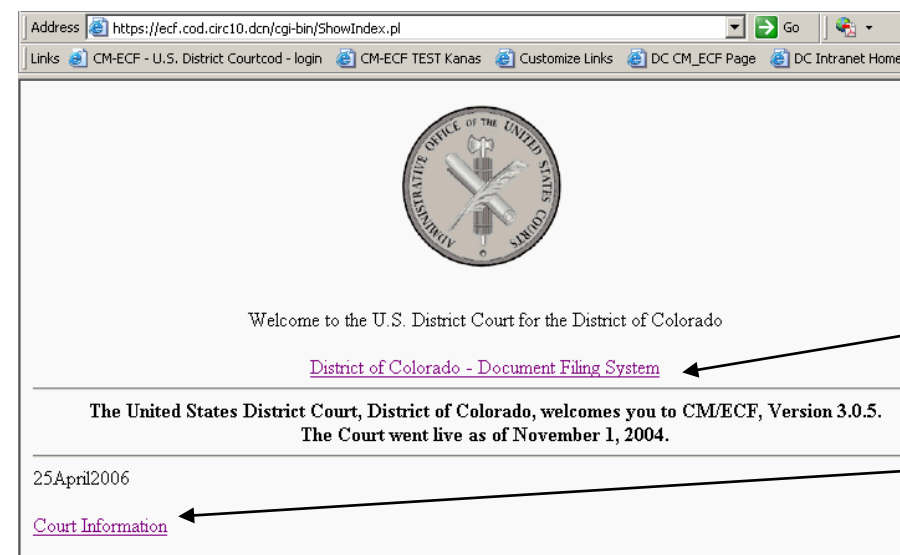 Address https://ecf.cod.circ10.dcn/cgi-bin/ShowIndex.pl Go
Links CM-ECF - U.S. District Courtcod - login CM-ECF TEST Kanas Customize Links DC CM_ECF Page DC Intranet Home
ADMINISTRATIVE OFFICE OF THE UNITED STATES COURTS
Welcome to the U.S. District Court for the District of Colorado
District of Colorado - Document Filing System
The United States District Court, District of Colorado, welcomes you to CM/ECF, Version 3.0.5.
The Court went live as of November 1, 2004.
25April2006
Court Information